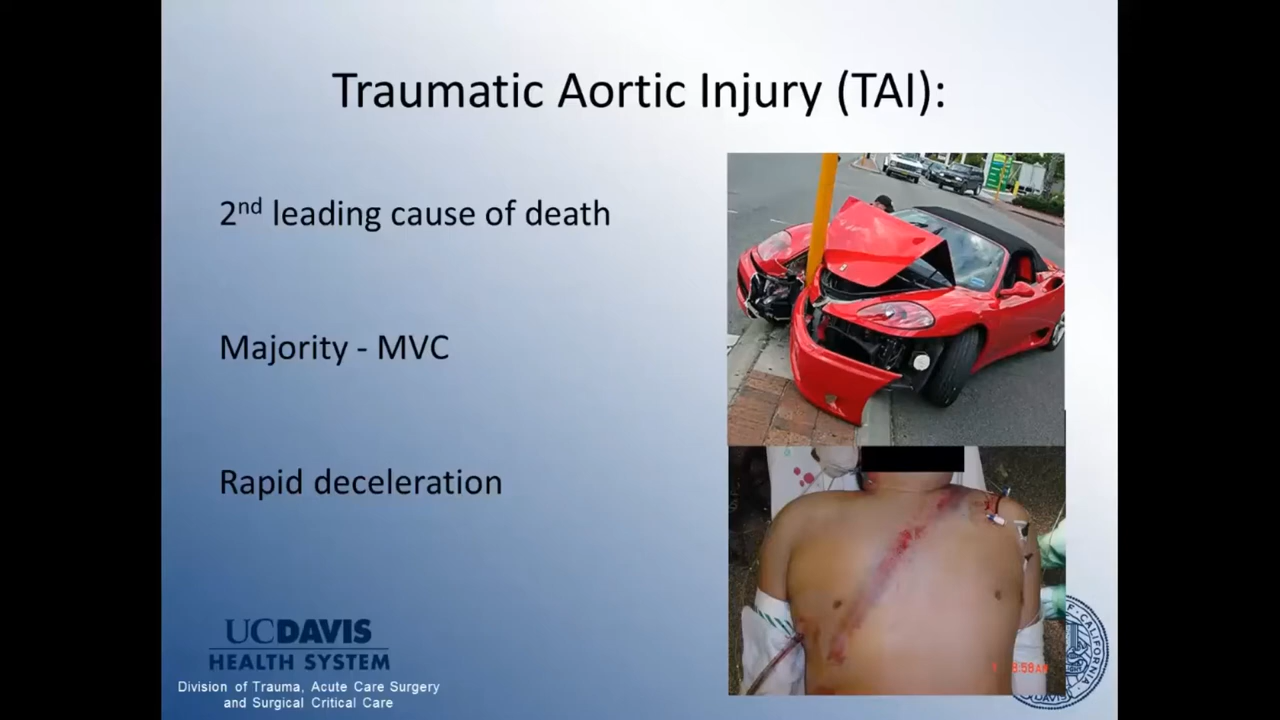 Traumatic Aortic Injury (TAI):
2nd leading cause of death
Majority - MVC
Rapid deceleration
UCDAVIS
HEALTH SYSTEM
Division of Trauma, Acute Care Surgery
and Surgical Critical Care
8:58AM
CALIFORNIA